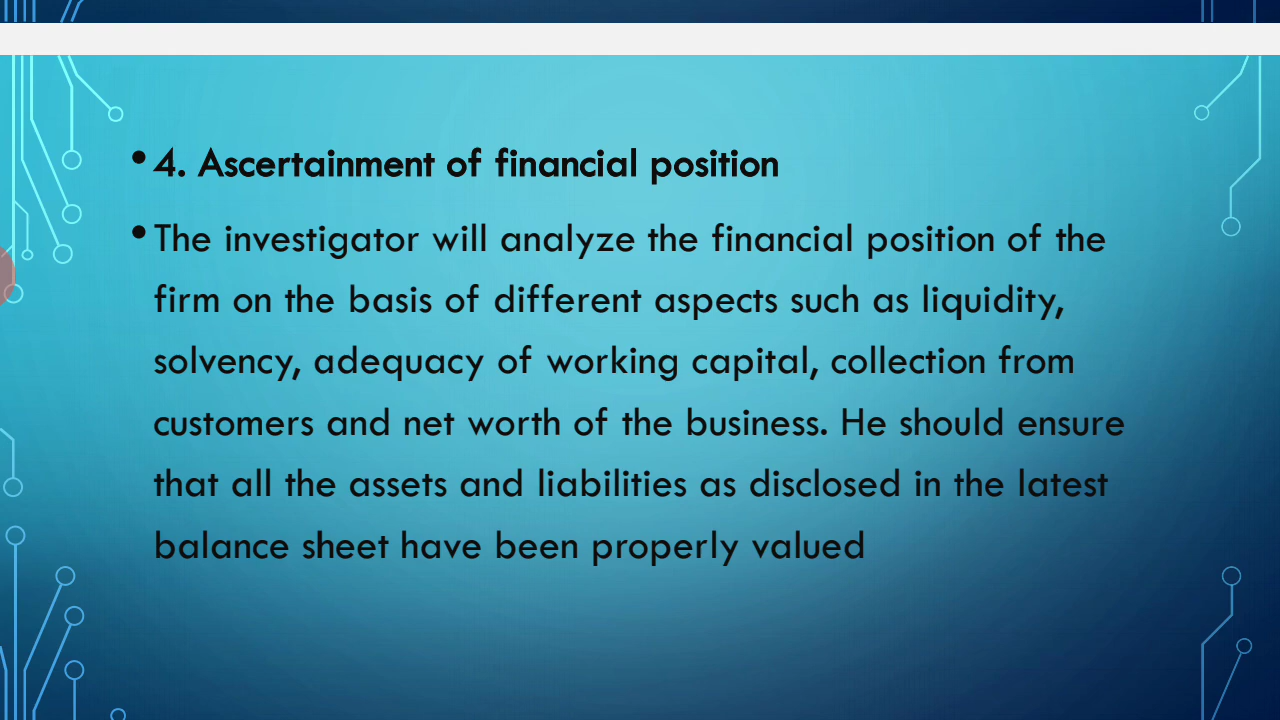 • 4. Ascertainment of financial position
• The investigator will analyze the financial position of the
firm on the basis of different aspects such as liquidity,
solvency, adequacy of working capital, collection from
customers and net worth of the business. He should ensure
that all the assets and liabilities as disclosed in the latest
balance sheet have been properly valued